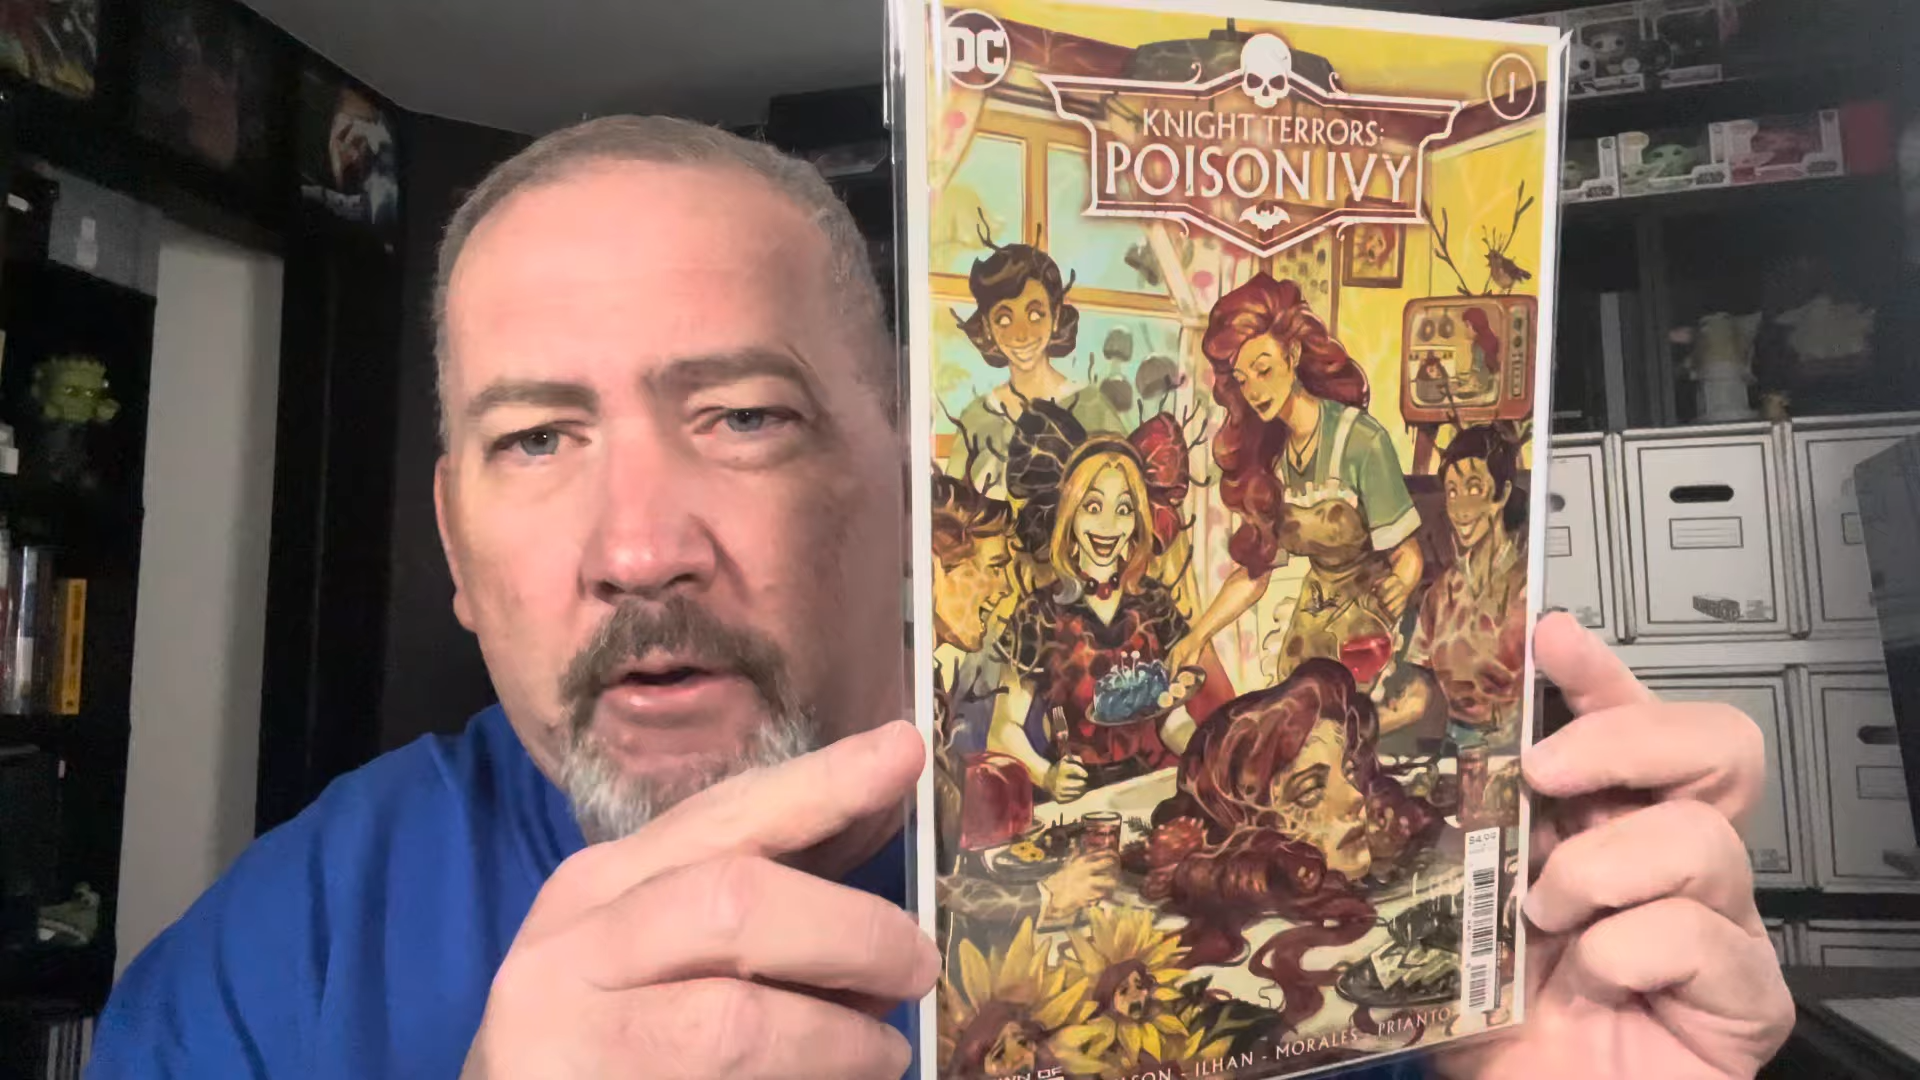 DC
1
KNIGHT TERRORS:
POISON IVY
$4.99
ILHAN - MORALES - PRIANTO